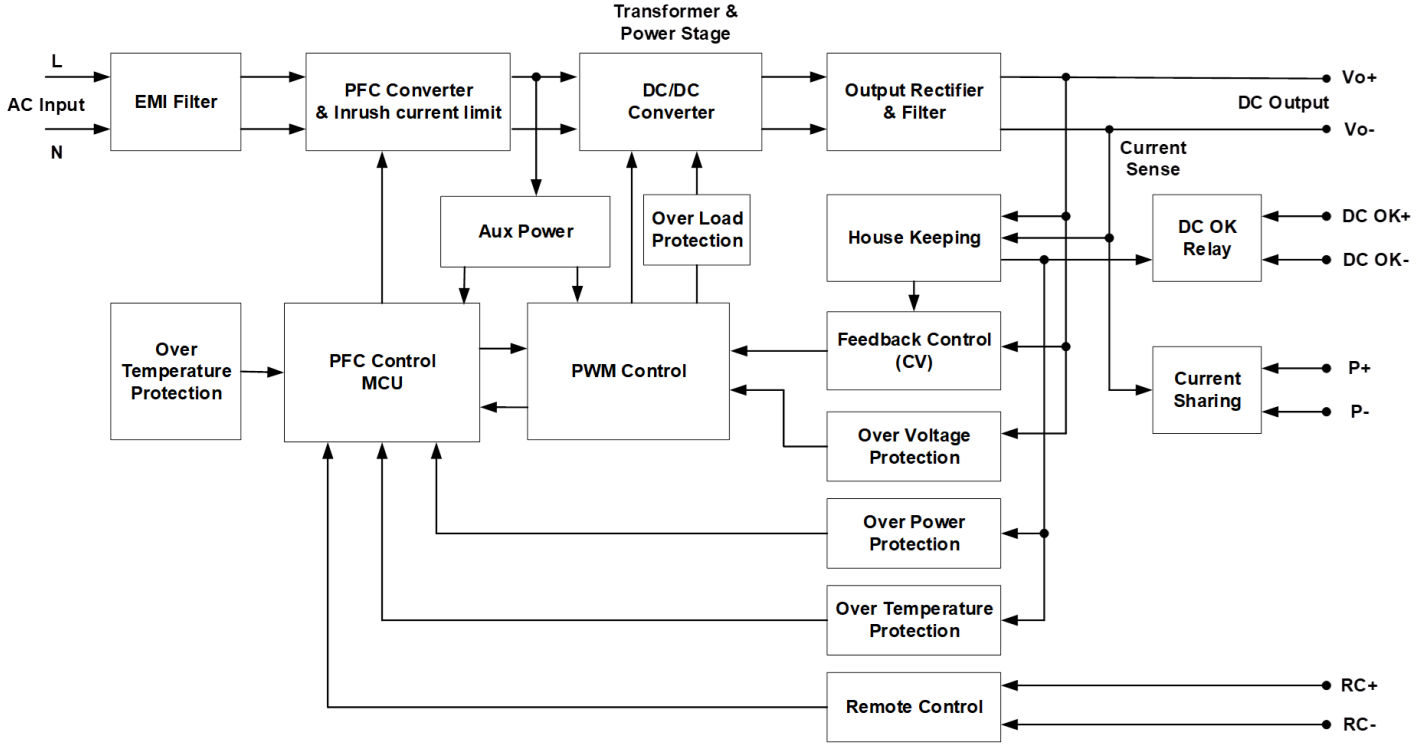 Transformer &
Power Stage
L
AC Input
N
EMI Filter
PFC Converter
& Inrush current limit
DC/DC
Converter
Output Rectifier
& Filter
Vo+
DC Output
Vo-
Current
Sense
Aux Power
Over Load
Protection
House Keeping
DC OK
Relay
DC OK+
DC OK-
Over
Temperature
Protection
PFC Control
MCU
PWM Control
Feedback Control
(CV)
Current
Sharing
P+
P-
Over Voltage
Protection
Over Power
Protection
Over Temperature
Protection
Remote Control
RC+
RC-